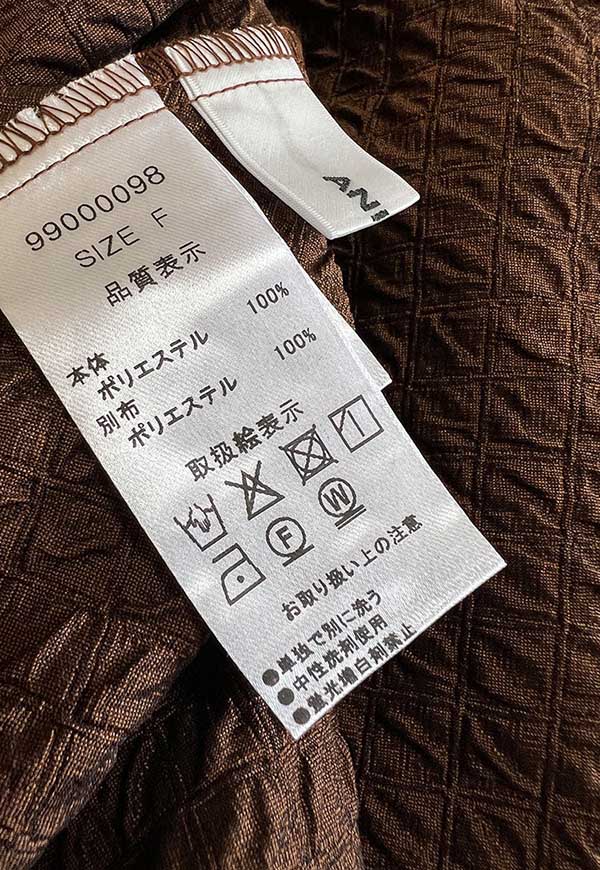 99000098
SIZE F
品質表示
本体
ポリエステル 100%
別布
ポリエステル 100%
取扱絵表示
F W
お取り扱い上の注意
●単独で別に洗う
●中性洗剤使用
●蛍光増白剤禁止
AN